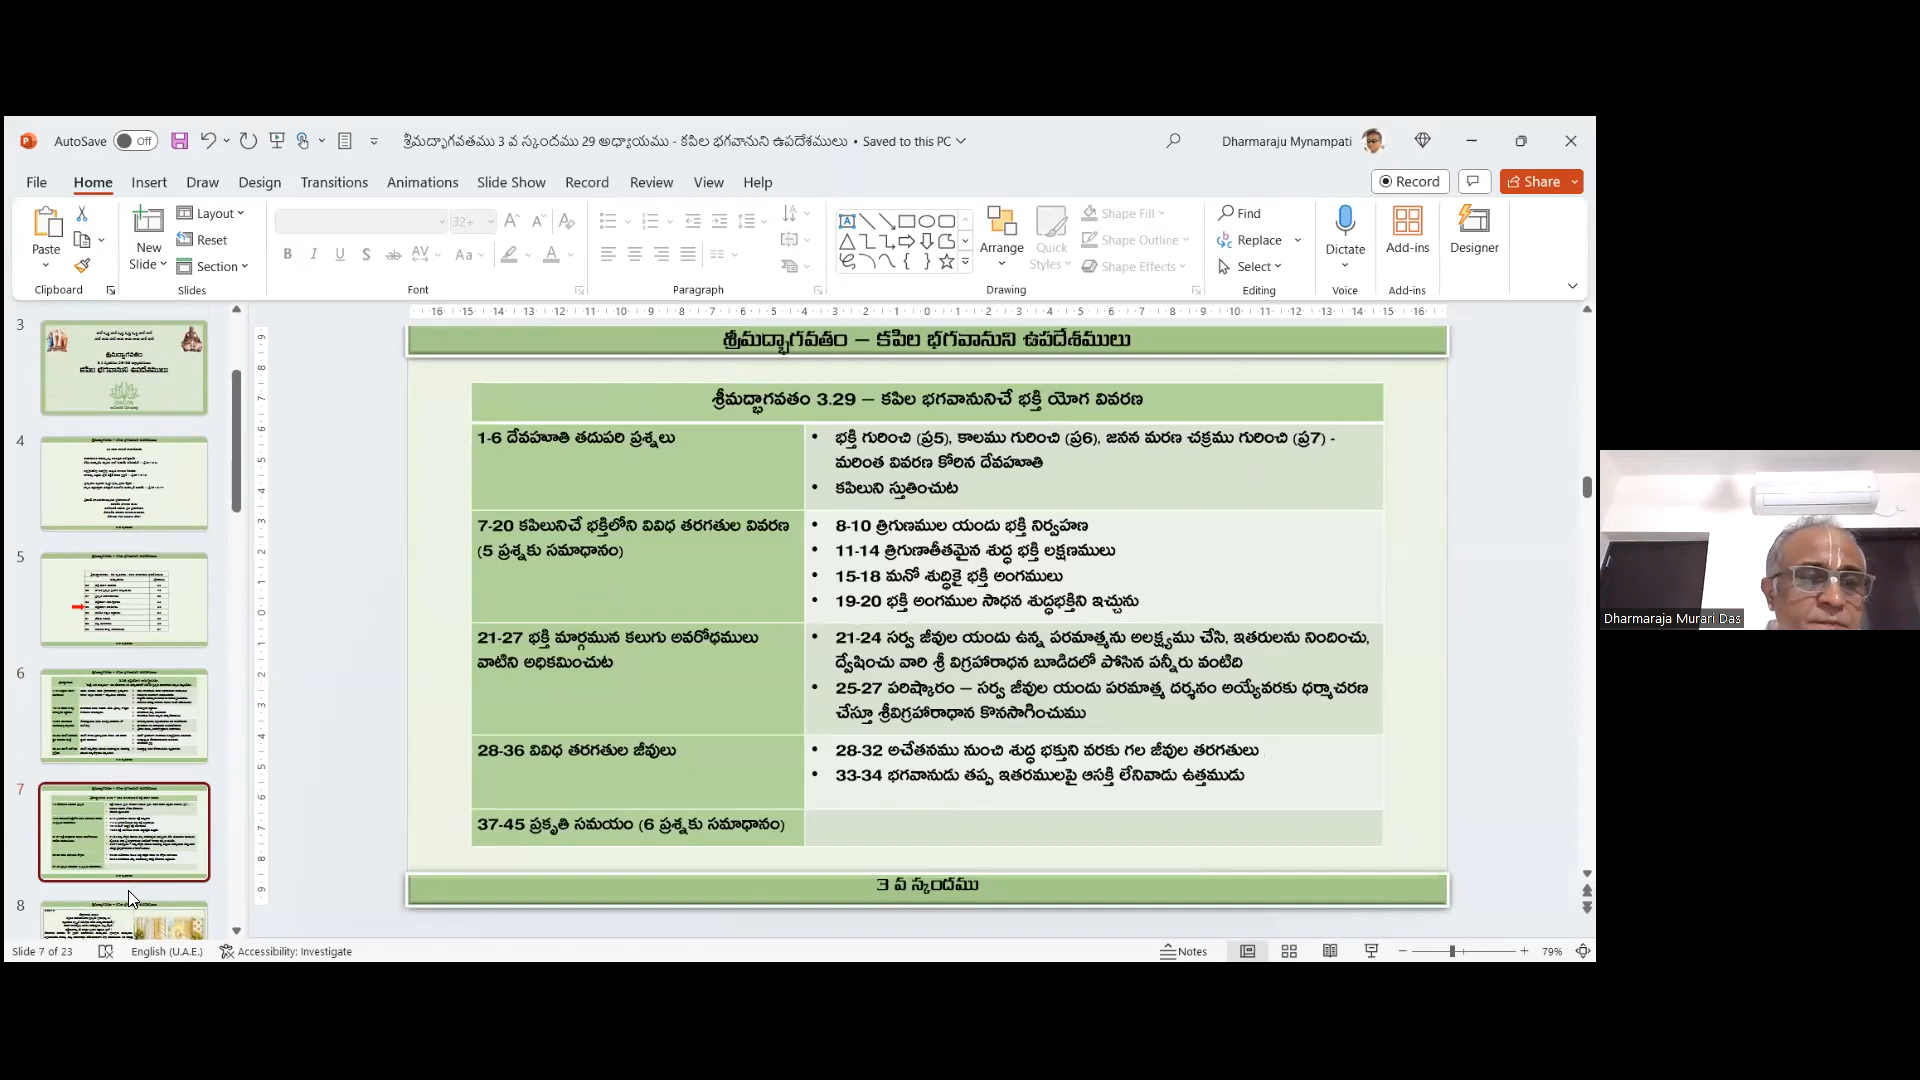 AutoSave Off
శ్రీమద్భాగవతము 3 వ స్కందము 29 అధ్యాయము - కపిల భగవానుని ఉపదేశములు • Saved to this PC
Dharmaraju Mynampati
File Home Insert Draw Design Transitions Animations Slide Show Record Review View Help
Record Share
Paste
New Slide
Layout
Reset
Section
32+
Arrange
Quick Styles
Shape Fill
Shape Outline
Shape Effects
Find
Replace
Select
Dictate
Add-ins
Designer
Clipboard Slides Font Paragraph Drawing Editing Voice Add-ins
3
4
5
6
7
8
శ్రీమద్భాగవతం – కపిల భగవానుని ఉపదేశములు
శ్రీమద్భాగవతం 3.29 – కపిల భగవానునిచే భక్తి యోగ వివరణ
1-6 దేవహూతి తదుపరి ప్రశ్నలు
• భక్తి గురించి (ప్ర5), కాలము గురించి (ప్ర6), జనన మరణ చక్రము గురించి (ప్ర7) -
మరింత వివరణ కోరిన దేవహూతి
• కపిలుని స్తుతించుట
7-20 కపిలునిచే భక్తిలోని వివిధ తరగతుల వివరణ
(5 ప్రశ్నకు సమాధానం)
• 8-10 త్రిగుణముల యందు భక్తి నిర్వహణ
• 11-14 త్రిగుణాతీతమైన శుద్ధ భక్తి లక్షణములు
• 15-18 మనో శుద్ధికై భక్తి అంగములు
• 19-20 భక్తి అంగముల సాధన శుద్ధభక్తిని ఇచ్చును
21-27 భక్తి మార్గమున కలుగు అవరోధములు
వాటిని అధికమించుట
• 21-24 సర్వ జీవుల యందు ఉన్న పరమాత్మను అలక్ష్యము చేసి, ఇతరులను నిందించు,
ద్వేషించు వారి శ్రీ విగ్రహారాధన బూడిదలో పోసిన పన్నీరు వంటిది
• 25-27 పరిష్కారం – సర్వ జీవుల యందు పరమాత్మ దర్శనం అయ్యేవరకు ధర్మాచరణ
చేస్తూ శ్రీవిగ్రహారాధాన కొనసాగించుము
28-36 వివిధ తరగతుల జీవులు
• 28-32 అచేతనము నుంచి శుద్ధ భక్తుని వరకు గల జీవుల తరగతులు
• 33-34 భగవానుడు తప్ప ఇతరములపై ఆసక్తి లేనివాడు ఉత్తముడు
37-45 ప్రకృతి సమయం (6 ప్రశ్నకు సమాధానం)
3 వ స్కందము
Dharmaraja Murari Das
Slide 7 of 23 English (U.A.E.) Accessibility: Investigate Notes 79%